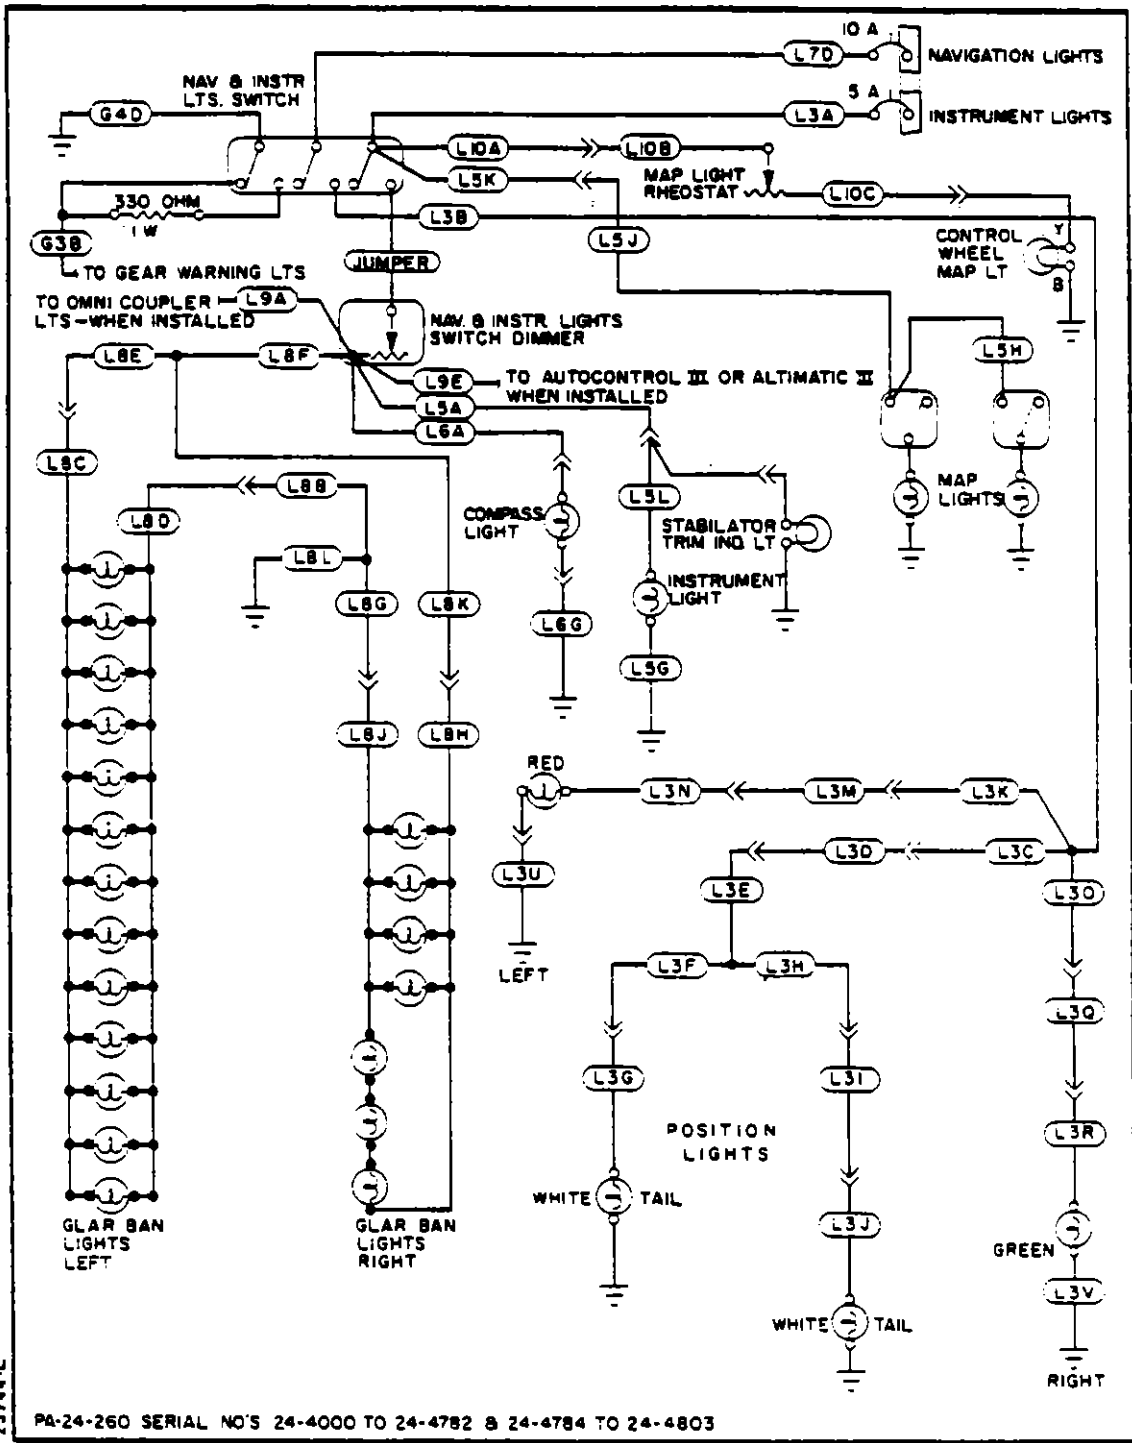 10 A
L7D
NAVIGATION LIGHTS
NAV & INSTR
LTS. SWITCH
5 A
G4D
L3A
INSTRUMENT LIGHTS
L10A
L10B
L5K
MAP LIGHT
RHEOSTAT
L10C
330 OHM
1 W
L3B
G3B
L5J
CONTROL
WHEEL
MAP LT
Y
B
TO GEAR WARNING LTS
JUMPER
TO OMNI COUPLER
LTS-WHEN INSTALLED
L9A
NAV. & INSTR. LIGHTS
SWITCH DIMMER
L8E
L8F
L5H
L9E
TO AUTOCONTROL III OR ALTIMATIC II
WHEN INSTALLED
L5A
L6A
L8C
L8B
L8D
COMPASS
LIGHT
L5L
STABILATOR
TRIM IND. LT
MAP
LIGHTS
L8L
INSTRUMENT
LIGHT
L8G
L8K
L6G
L5G
L8J
L8H
RED
L3N
L3M
L3K
L3D
L3C
L3U
L3E
L3O
LEFT
L3F
L3H
L3Q
L3G
L3I
POSITION
LIGHTS
L3R
WHITE
TAIL
L3J
GREEN
GLAR BAN
LIGHTS
LEFT
GLAR BAN
LIGHTS
RIGHT
L3V
WHITE
TAIL
RIGHT
PA-24-260 SERIAL NO'S 24-4000 TO 24-4782 & 24-4784 TO 24-4803